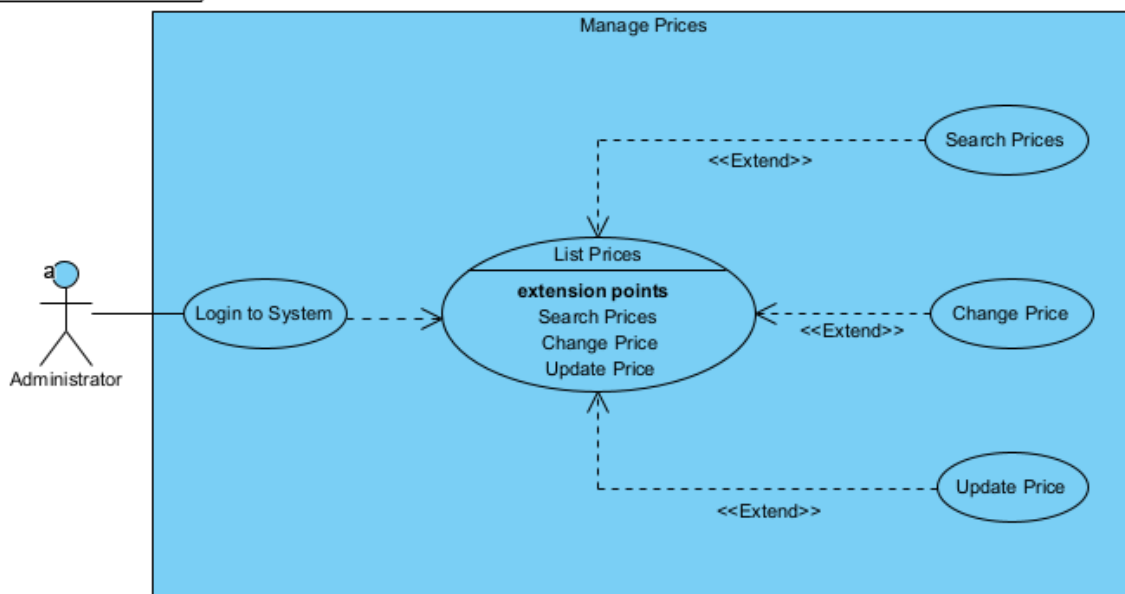 Manage Prices
Search Prices
<<Extend>>
List Prices
extension points
Search Prices
Change Price
Update Price
a
Login to System
Change Price
<<Extend>>
Administrator
Update Price
<<Extend>>